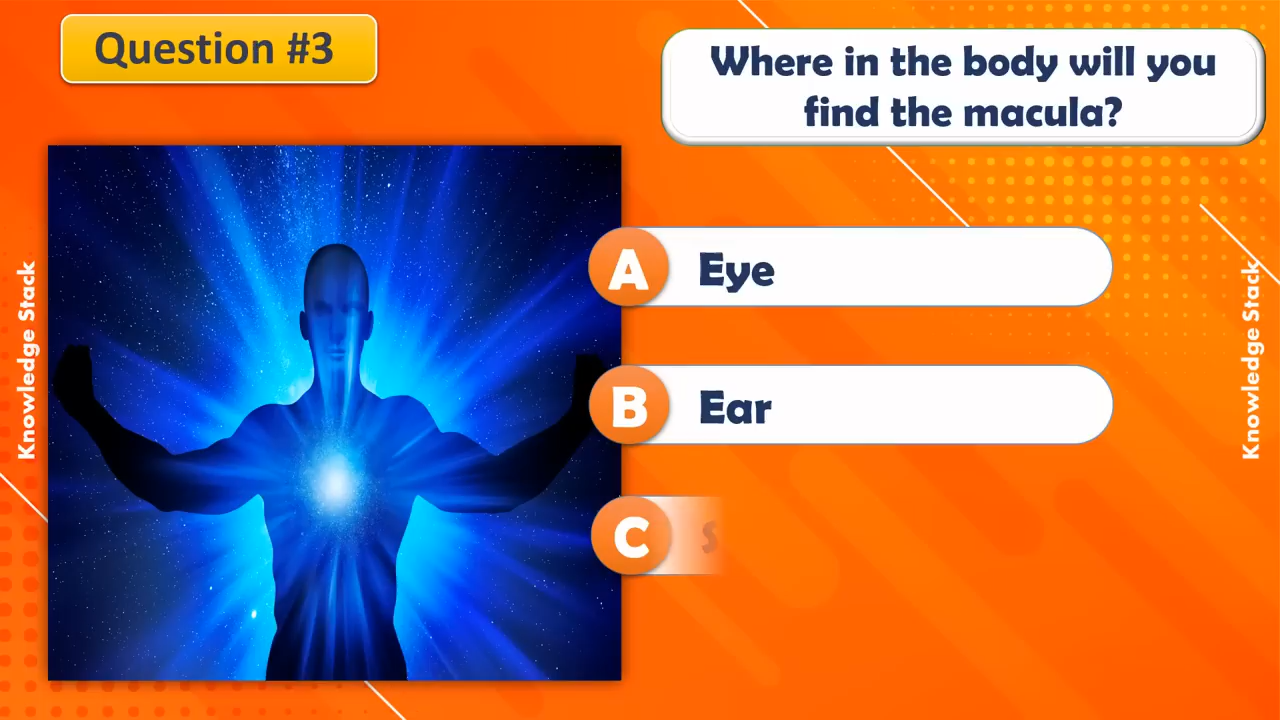 Question #3
Where in the body will you
find the macula?
A Eye
B Ear
C
Knowledge Stack
Knowledge Stack